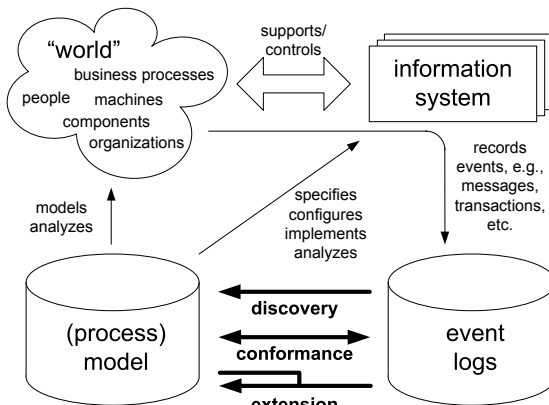 “world”
business processes
people machines
components
organizations
supports/
controls
information
system
records
events, e.g.,
messages,
transactions,
etc.
models
analyzes
specifies
configures
implements
analyzes
(process)
model
discovery
conformance
extension
event
logs